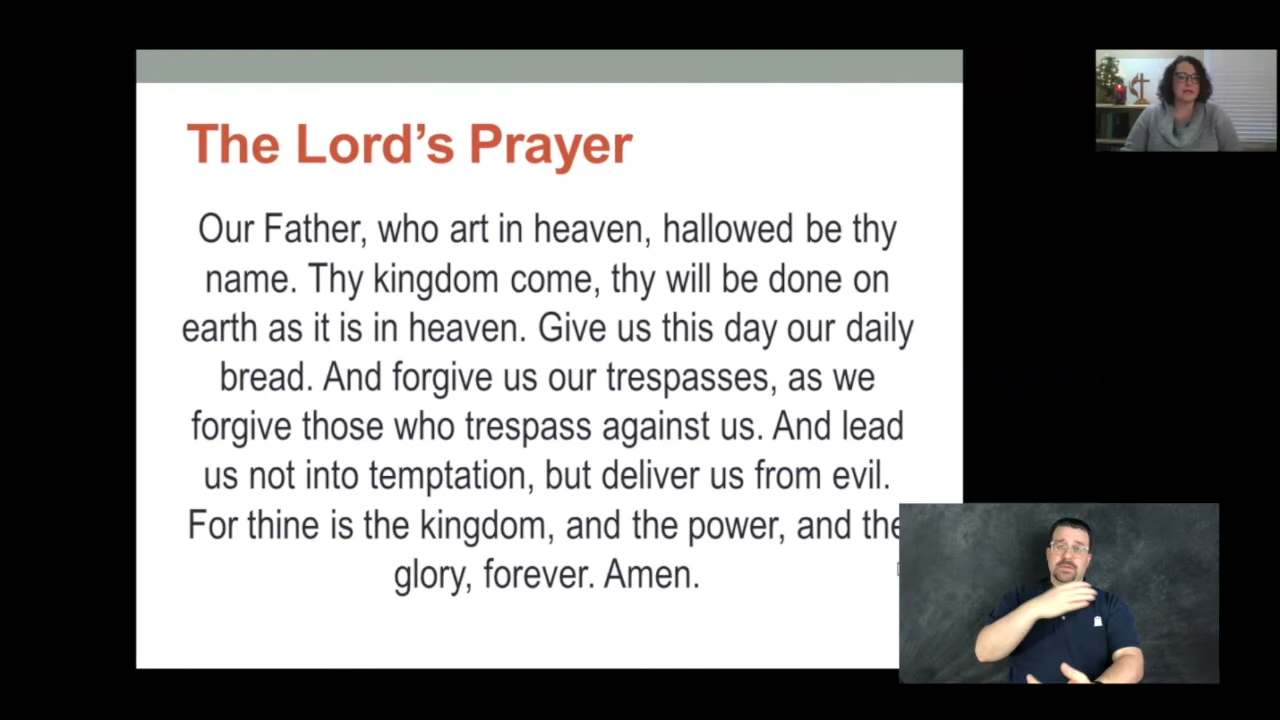 The Lord’s Prayer
Our Father, who art in heaven, hallowed be thy
name. Thy kingdom come, thy will be done on
earth as it is in heaven. Give us this day our daily
bread. And forgive us our trespasses, as we
forgive those who trespass against us. And lead
us not into temptation, but deliver us from evil.
For thine is the kingdom, and the power, and the
glory, forever. Amen.